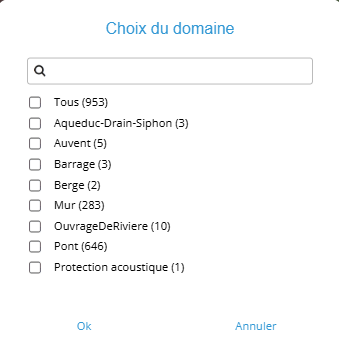 Choix du domaine
Tous (953)
Aqueduc-Drain-Siphon (3)
Auvent (5)
Barrage (3)
Berge (2)
Mur (283)
OuvrageDeRiviere (10)
Pont (646)
Protection acoustique (1)
Ok Annuler